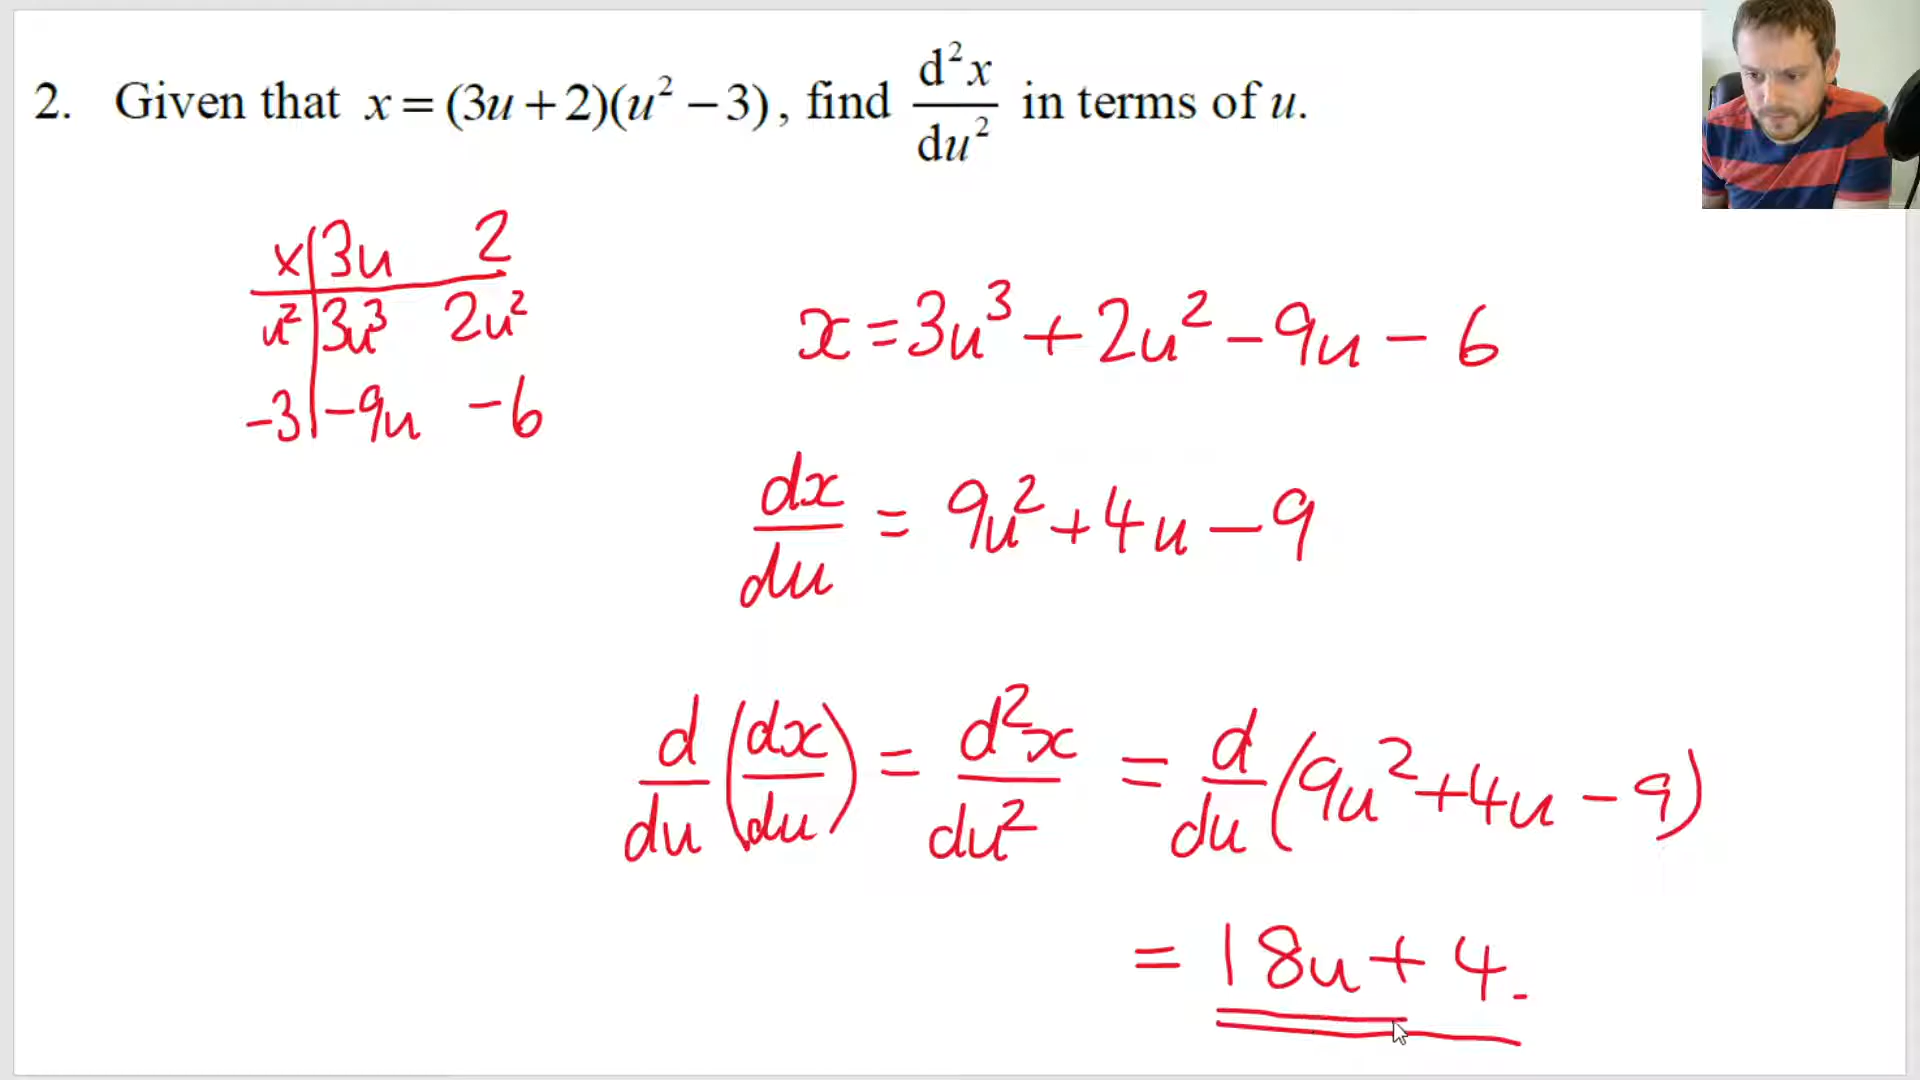 2. Given that x = (3u + 2)(u² − 3), find d²x/du² in terms of u.
x | 3u 2
u² | 3u³ 2u²
-3 | -9u -6
x = 3u³ + 2u² - 9u - 6
dx/du = 9u² + 4u - 9
d/du (dx/du) = d²x/du² = d/du (9u² + 4u - 9)
= 18u + 4.